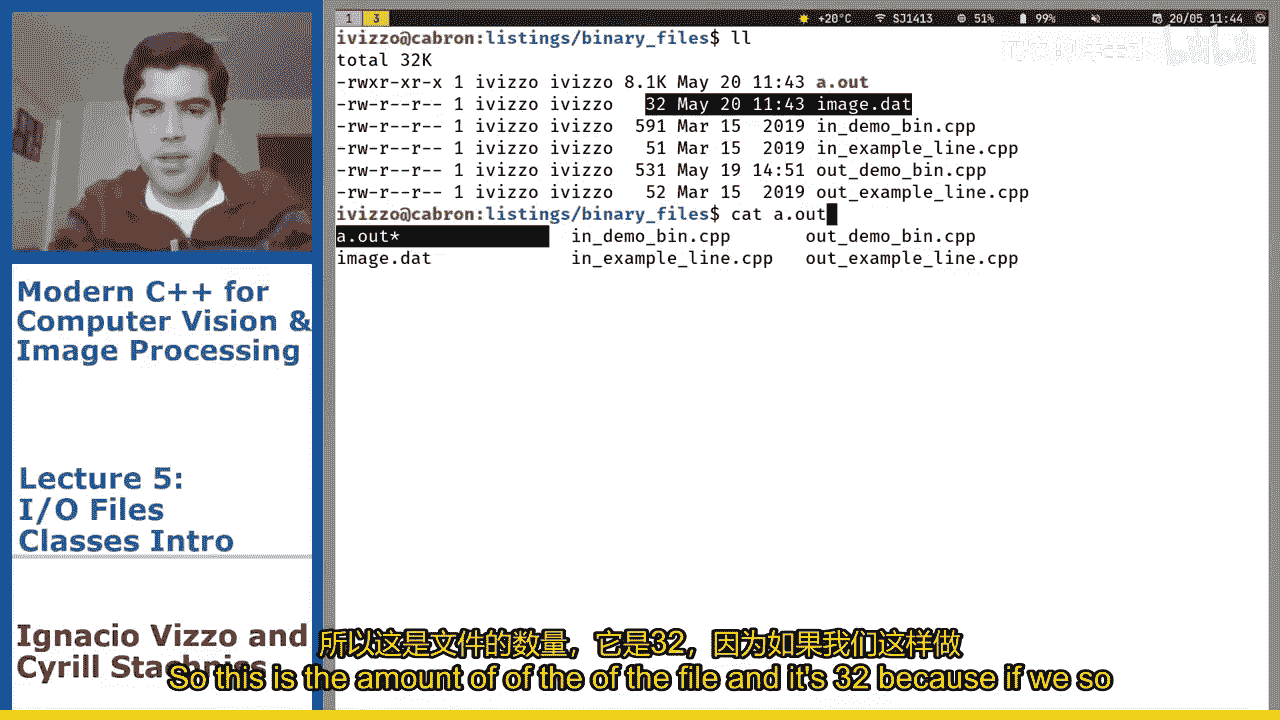 1 3 +20°C SJ1413 51% 99% 20/05 11:44
ivizzo@cabron:listings/binary_files$ ll
total 32K
-rwxr-xr-x 1 ivizzo ivizzo 8.1K May 20 11:43 a.out
-rw-r--r-- 1 ivizzo ivizzo 32 May 20 11:43 image.dat
-rw-r--r-- 1 ivizzo ivizzo 591 Mar 15 2019 in_demo_bin.cpp
-rw-r--r-- 1 ivizzo ivizzo 51 Mar 15 2019 in_example_line.cpp
-rw-r--r-- 1 ivizzo ivizzo 531 May 19 14:51 out_demo_bin.cpp
-rw-r--r-- 1 ivizzo ivizzo 52 Mar 15 2019 out_example_line.cpp
ivizzo@cabron:listings/binary_files$ cat a.out
a.out* in_demo_bin.cpp out_demo_bin.cpp
image.dat in_example_line.cpp out_example_line.cpp
Modern C++ for
Computer Vision &
Image Processing
Lecture 5:
I/O Files
Classes Intro
Ignacio Vizzo and
Cyrill Stachniss
所以这是文件的数量，它是32，因为如果我们这样做
So this is the amount of of the of the file and it's 32 because if we so